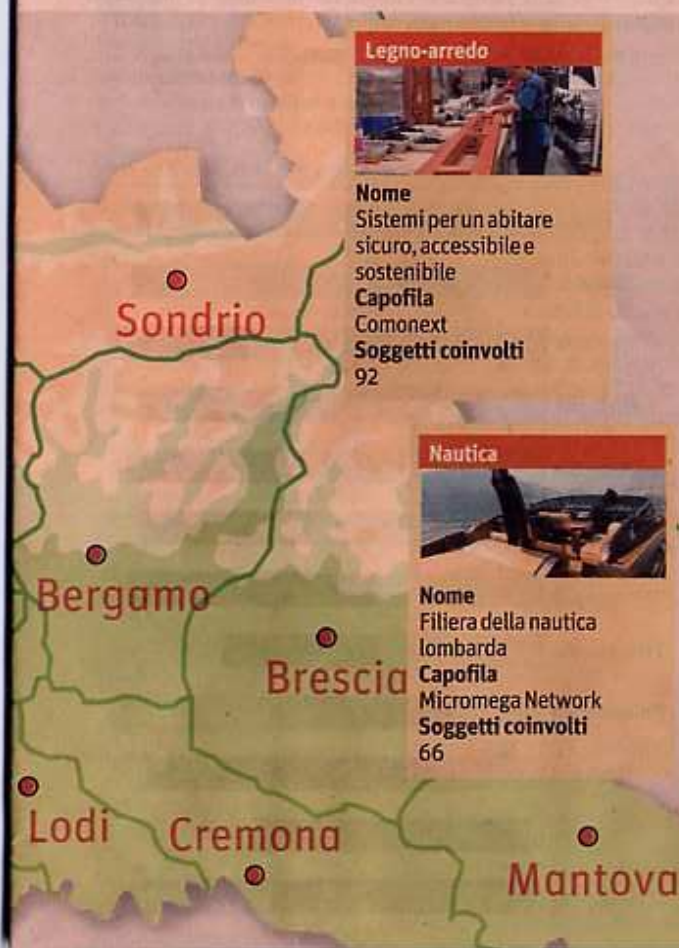 Legno-arredo
Nome
Sistemi per un abitare
sicuro, accessibile e
sostenibile
Capofila
Comonext
Soggetti coinvolti
92
Sondrio
Nautica
Nome
Filiera della nautica
lombarda
Capofila
Micromega Network
Soggetti coinvolti
66
Bergamo
Brescia
Lodi
Cremona
Mantova